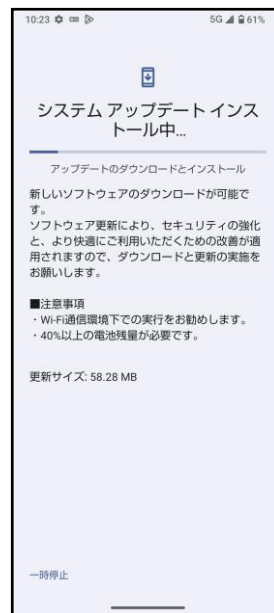 10:23 5G 61%
システム アップデート インス
トール中...
アップデートのダウンロードとインストール
新しいソフトウェアのダウンロードが可能で
す。
ソフトウェア更新により、セキュリティの強化
と、より快適にご利用いただくための改善が適
用されますので、ダウンロードと更新の実施を
お願いします。
■注意事項
・Wi-Fi通信環境下での実行をお勧めします。
・40%以上の電池残量が必要です。
更新サイズ: 58.28 MB
一時停止